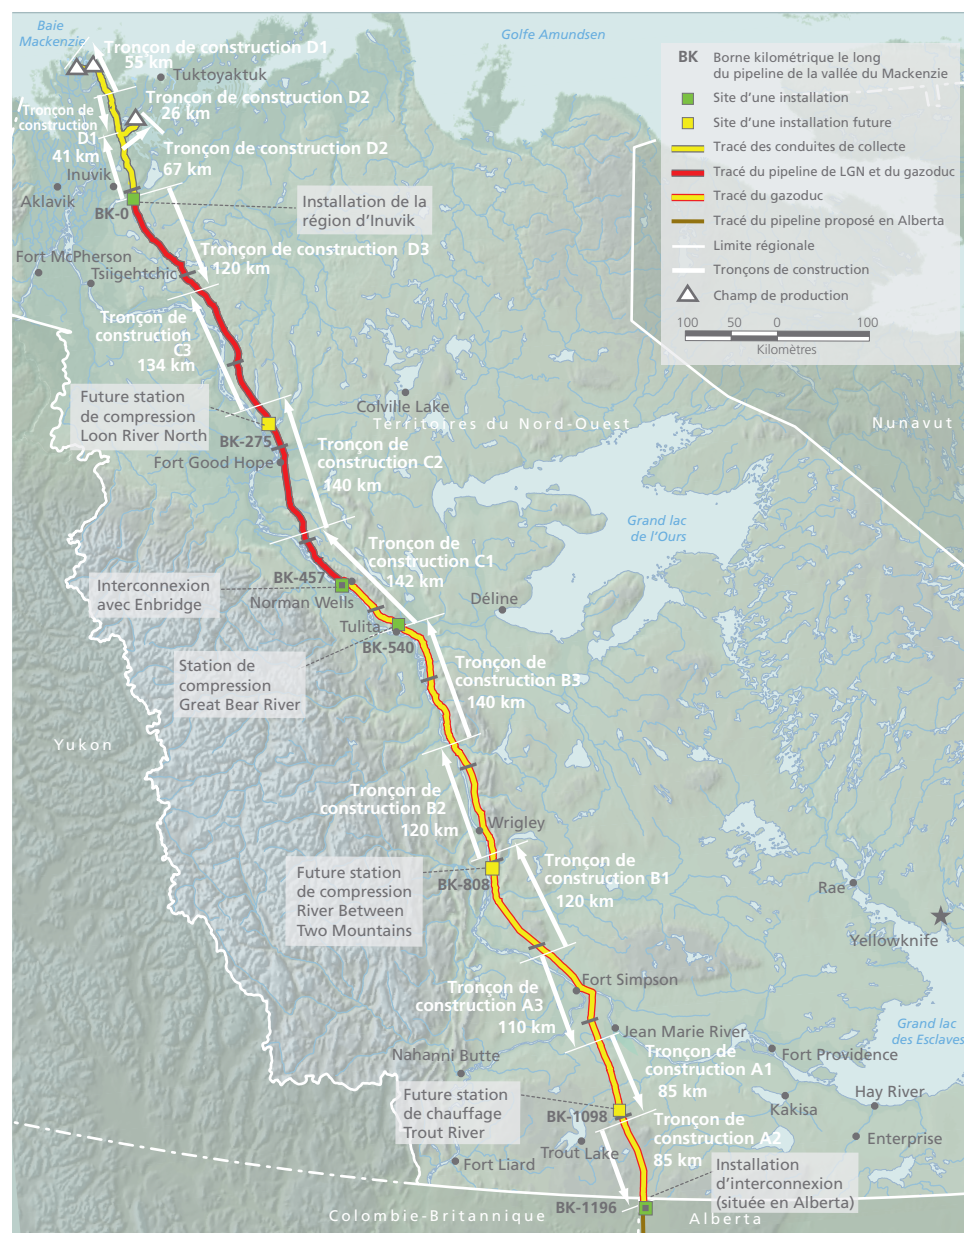 Baie
Mackenzie
Golfe Amundsen
Tronçon de construction D1
55 km
Tuktoyaktuk
Tronçon de construction D2
26 km
Tronçon de
construction
D1
41 km
Tronçon de construction D2
67 km
Inuvik
Aklavik
BK-0
Installation de la
région d’Inuvik
Fort McPherson
Tsiigehtchic
Tronçon de construction D3
120 km
Tronçon de
construction
C3
134 km
BK
Borne kilométrique le long
du pipeline de la vallée du Mackenzie
Site d’une installation
Site d’une installation future
Tracé des conduites de collecte
Tracé du pipeline de LGN et du gazoduc
Tracé du gazoduc
Tracé du pipeline proposé en Alberta
Limite régionale
Tronçons de construction
Champ de production
100 50 0 100
Kilomètres
Future station
de compression
Loon River North
BK-275
Fort Good Hope
Colville Lake
Territoires du Nord-Ouest
Nunavut
Tronçon de
construction C2
140 km
Grand lac
de l’Ours
Tronçon de
construction C1
142 km
Interconnexion
avec Enbridge
BK-457
Norman Wells
Déline
Tulita
BK-540
Station de
compression
Great Bear River
Tronçon de
construction B3
140 km
Yukon
Tronçon de
construction B2
120 km
Wrigley
Future station
de compression
River Between
Two Mountains
BK-808
Tronçon de
construction B1
120 km
Rae
Yellowknife
Fort Simpson
Tronçon de
construction A3
110 km
Jean Marie River
Grand lac
des Esclaves
Nahanni Butte
Tronçon de
construction A1
85 km
Fort Providence
Hay River
Kakisa
Future station
de chauffage
Trout River
BK-1098
Tronçon de
construction A2
85 km
Enterprise
Trout Lake
Fort Liard
Installation
d’interconnexion
(située en Alberta)
BK-1196
Colombie-Britannique
Alberta